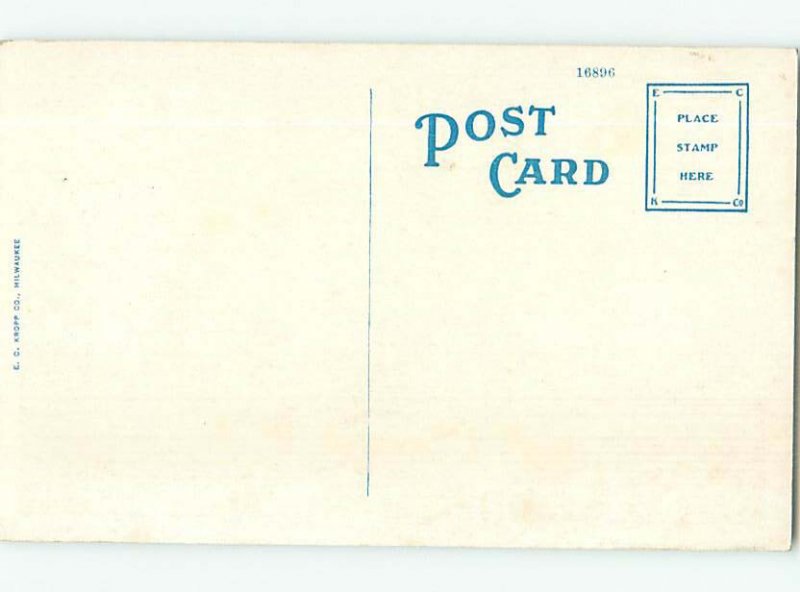 16896
POST
CARD
E C
PLACE
STAMP
HERE
K Co
E. C. KROPP CO., MILWAUKEE